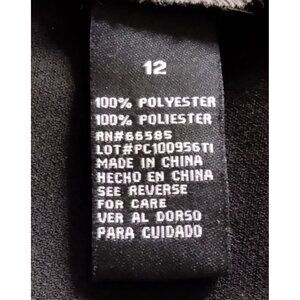 12
100% POLYESTER
100% POLIESTER
RN#66585
LOT#PC100956TI
MADE IN CHINA
HECHO EN CHINA
SEE REVERSE
FOR CARE
VER AL DORSO
PARA CUIDADO